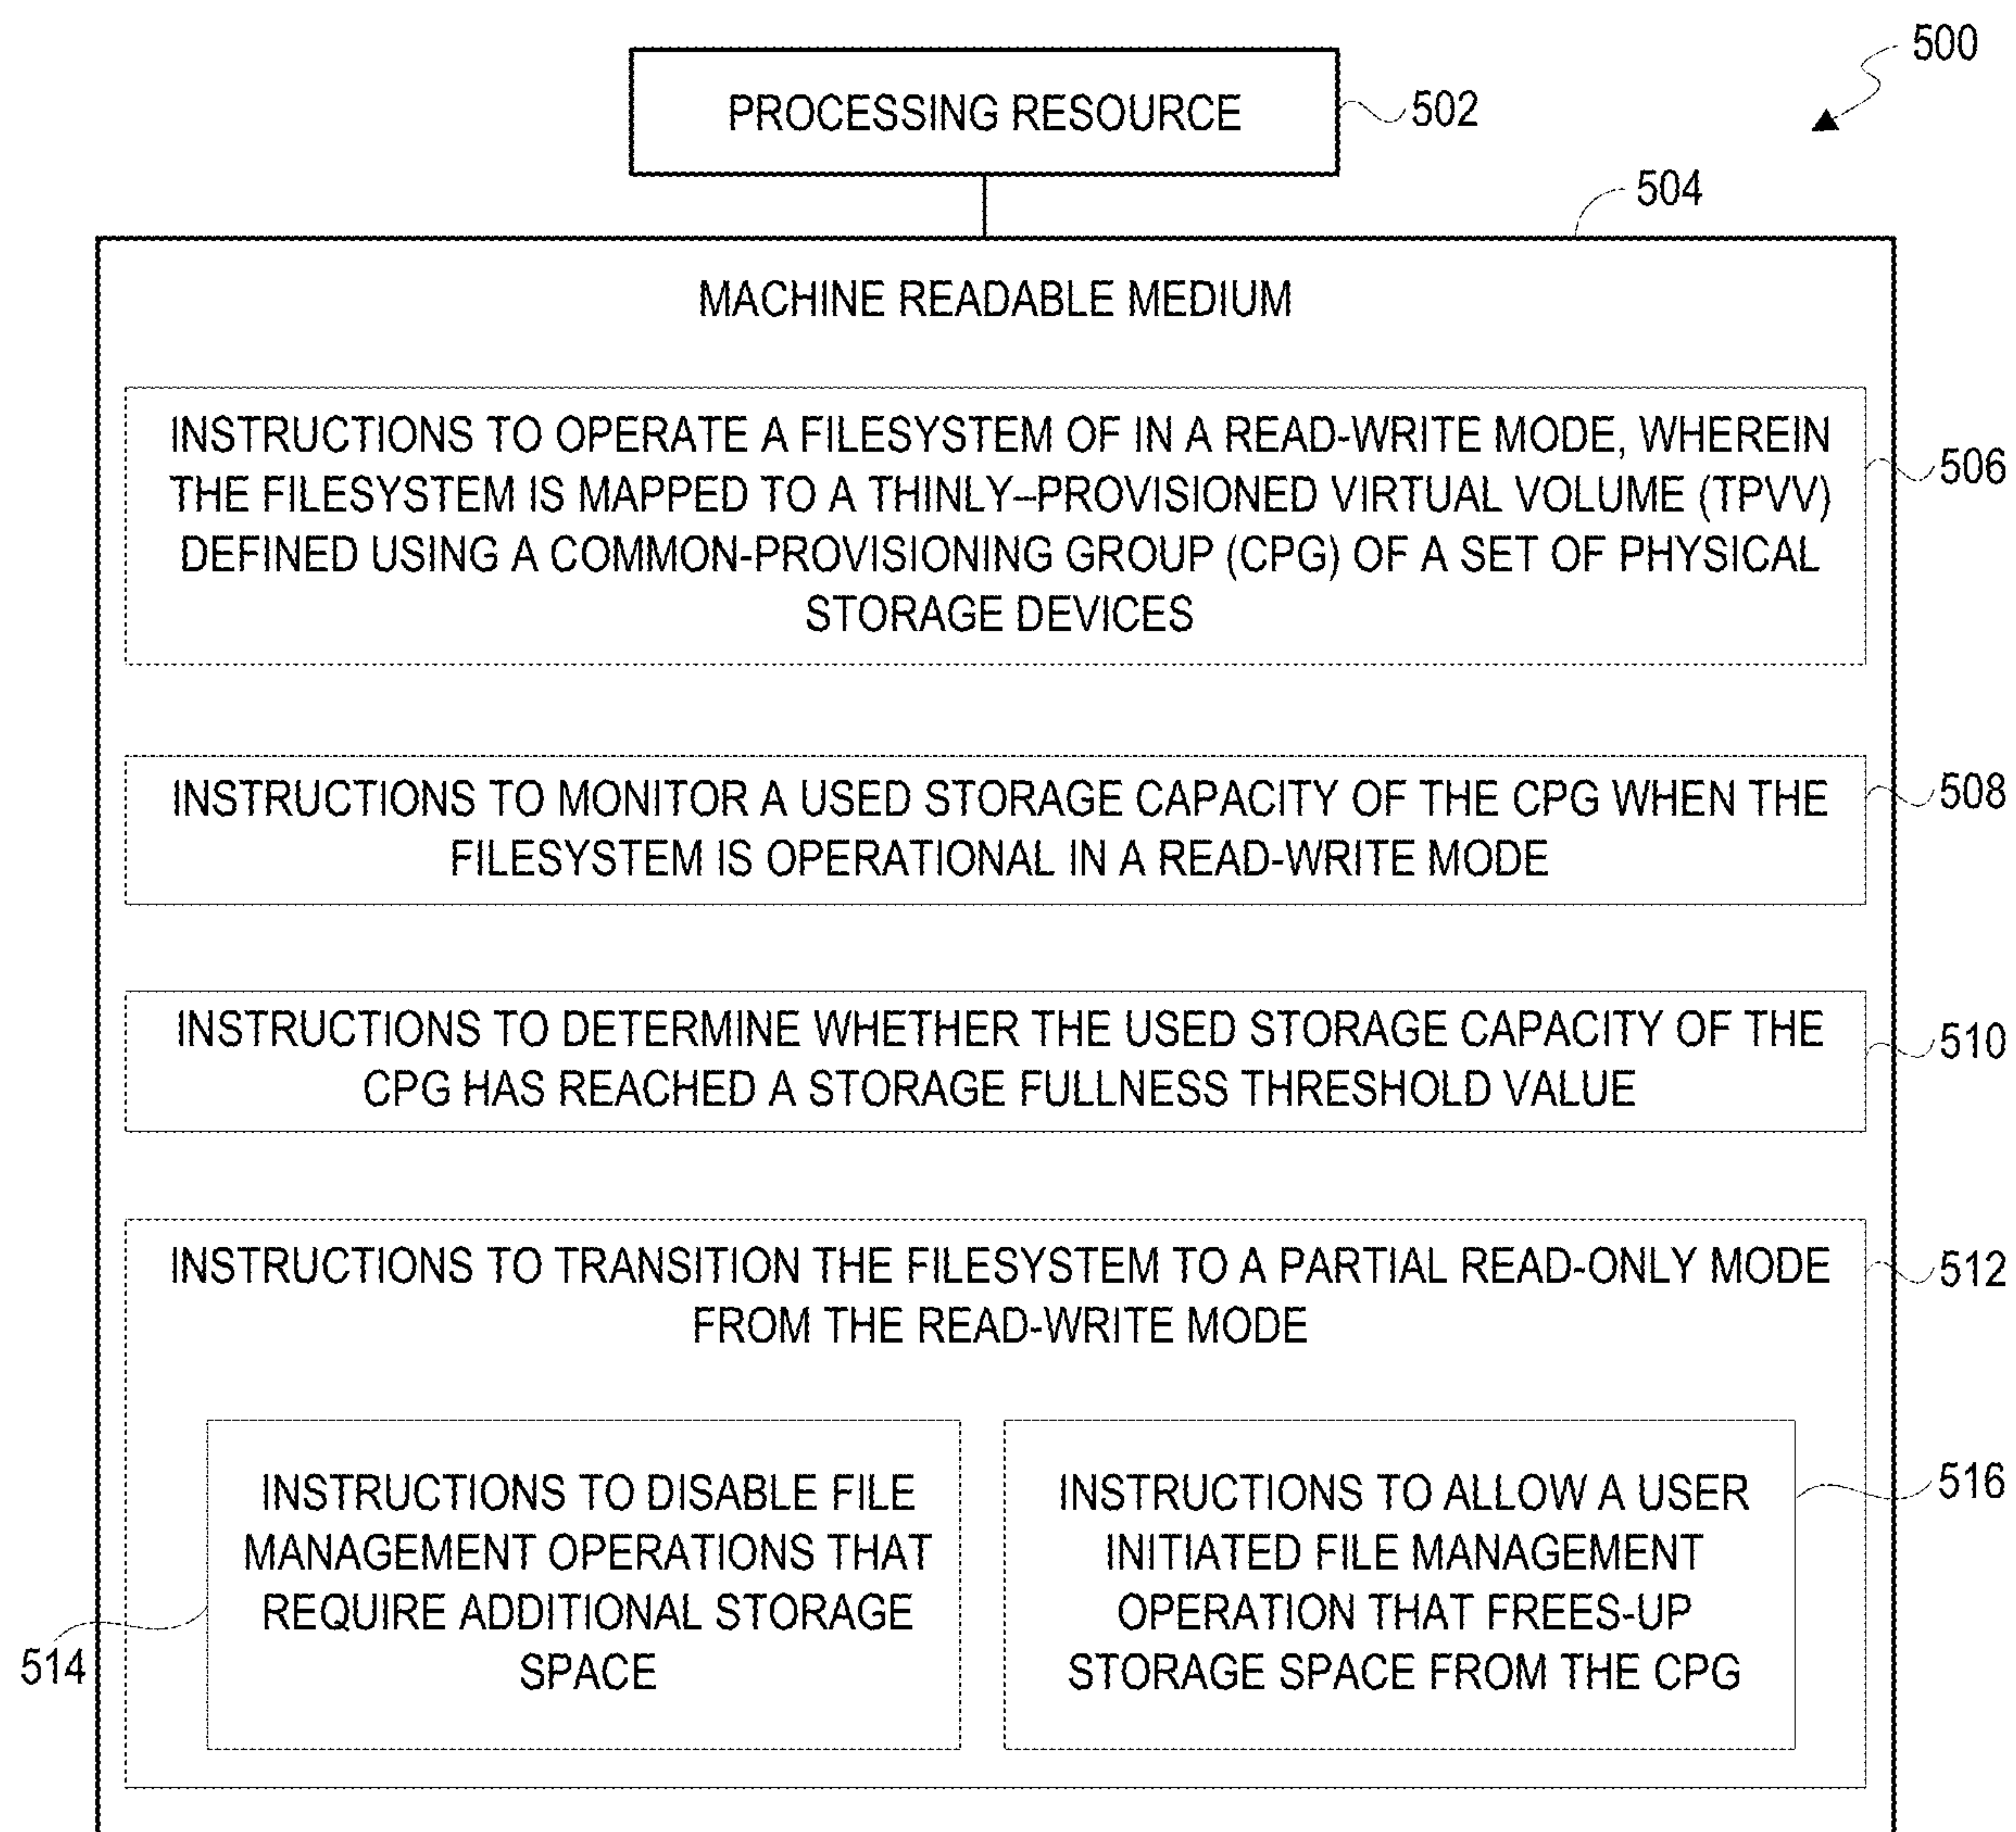 500
PROCESSING RESOURCE
502
504
MACHINE READABLE MEDIUM
INSTRUCTIONS TO OPERATE A FILESYSTEM OF IN A READ-WRITE MODE, WHEREIN
THE FILESYSTEM IS MAPPED TO A THINLY–PROVISIONED VIRTUAL VOLUME (TPVV)
DEFINED USING A COMMON-PROVISIONING GROUP (CPG) OF A SET OF PHYSICAL
STORAGE DEVICES
506
INSTRUCTIONS TO MONITOR A USED STORAGE CAPACITY OF THE CPG WHEN THE
FILESYSTEM IS OPERATIONAL IN A READ-WRITE MODE
508
INSTRUCTIONS TO DETERMINE WHETHER THE USED STORAGE CAPACITY OF THE
CPG HAS REACHED A STORAGE FULLNESS THRESHOLD VALUE
510
INSTRUCTIONS TO TRANSITION THE FILESYSTEM TO A PARTIAL READ-ONLY MODE
FROM THE READ-WRITE MODE
512
INSTRUCTIONS TO DISABLE FILE
MANAGEMENT OPERATIONS THAT
REQUIRE ADDITIONAL STORAGE
SPACE
514
INSTRUCTIONS TO ALLOW A USER
INITIATED FILE MANAGEMENT
OPERATION THAT FREES-UP
STORAGE SPACE FROM THE CPG
516